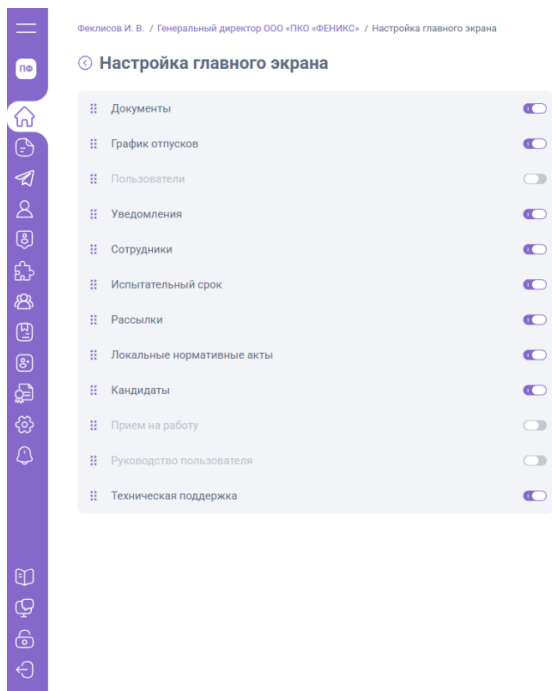 Феклисов И. В. / Генеральный директор ООО «ПКО «ФЕНИКС» / Настройка главного экрана
ПФ
Настройка главного экрана
Документы
График отпусков
Пользователи
Уведомления
Сотрудники
Испытательный срок
Рассылки
Локальные нормативные акты
Кандидаты
Прием на работу
Руководство пользователя
Техническая поддержка